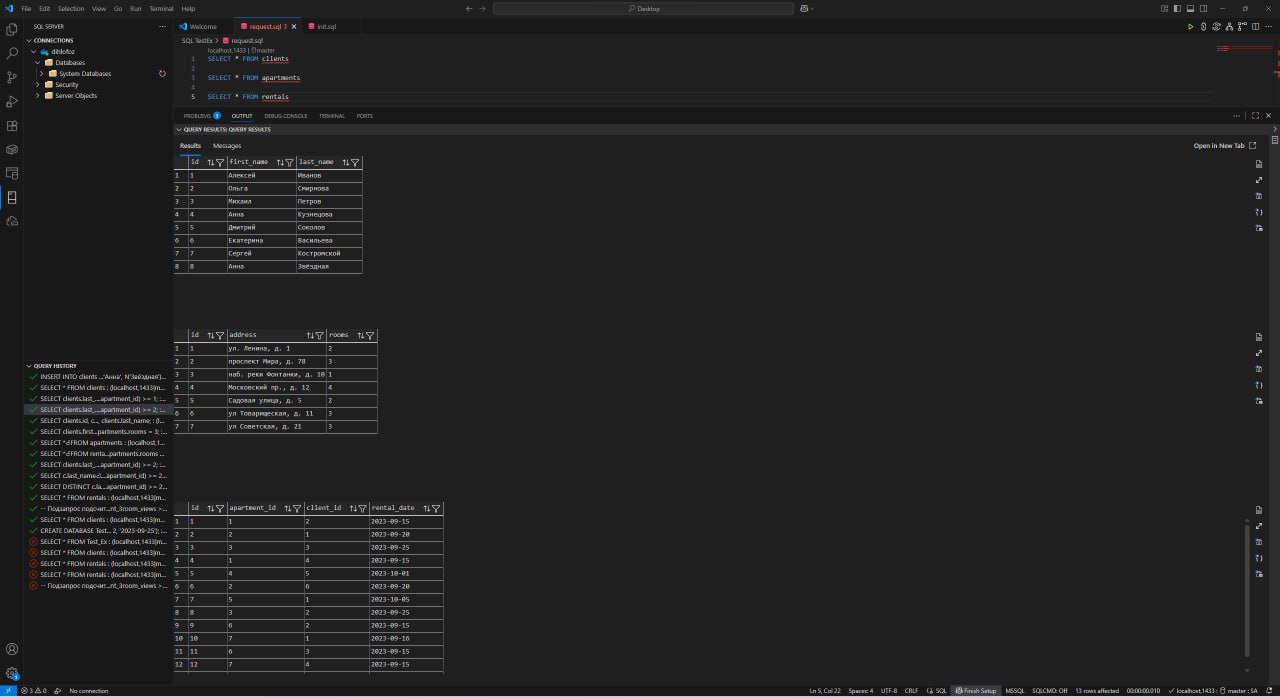 File Edit Selection View Go Run Terminal Help
Desktop
SQL SERVER
CONNECTIONS
dihlofoz
Databases
System Databases
Security
Server Objects
QUERY HISTORY
INSERT INTO clients ...'Анна', N'Звёздная')...
SELECT * FROM clients : (localhost,1433|m...
SELECT clients.last_...apartment_id) >= 1; :...
SELECT clients.last_...apartment_id) >= 2; :...
SELECT clients.id, c..., clients.last_name; : (l...
SELECT clients.first...partments.rooms = 3; :...
FROM apartments : (localhost,1...
partments.rooms ...
SELECT clients.last_...apartment_id) >= 2; :...
apartment_id) >= 2...
SELECT DISTINCT apartment_id) >= 2...
SELECT * FROM rentals : (localhost,1433|m...
-- Подзапрос подсчит...nt_3room_views >...
SELECT * FROM clients : (localhost,1433|m...
CREATE DATABASE Test... 2, '2023-09-25'); :...
SELECT * FROM Test_Ex : (localhost,1433|m...
SELECT * FROM clients : (localhost,1433|m...
SELECT * FROM rentals : (localhost,1433|m...
SELECT * FROM rentals : (localhost,1433|m...
-- Подзапрос подсчит...nt_3room_views >...
Welcome request.sql 3 init.sql
SQL TestEx > request.sql
localhost,1433 | master
1 SELECT * FROM clients
2
3 SELECT * FROM apartments
4
5 SELECT * FROM rentals
PROBLEMS 3 OUTPUT DEBUG CONSOLE TERMINAL PORTS
QUERY RESULTS: QUERY RESULTS
Results Messages
Open in New Tab
id first_name last_name
1 1 Алексей Иванов
2 2 Ольга Смирнова
3 3 Михаил Петров
4 4 Анна Кузнецова
5 5 Дмитрий Соколов
6 6 Екатерина Васильева
7 7 Сергей Костромской
8 8 Анна Звёздная
id address rooms
1 1 ул. Ленина, д. 1 2
2 2 проспект Мира, д. 78 3
3 3 наб. реки Фонтанки, д. 10 1
4 4 Московский пр., д. 12 4
5 5 Садовая улица, д. 5 2
6 6 ул Товарищеская, д. 11 3
7 7 ул Советская, д. 21 3
id apartment_id client_id rental_date
1 1 1 2 2023-09-15
2 2 2 1 2023-09-20
3 3 3 3 2023-09-25
4 4 1 4 2023-09-15
5 5 4 5 2023-10-01
6 6 2 6 2023-09-20
7 7 5 1 2023-10-05
8 8 3 2 2023-09-25
9 9 6 2 2023-09-15
10 10 7 1 2023-09-16
11 11 6 3 2023-09-15
12 12 7 4 2023-09-15
3 0 No connection
Ln 5, Col 22 Spaces: 4 UTF-8 CRLF SQL Finish Setup MSSQL SQLCMD: Off 13 rows affected 00:00:00.010 localhost,1433 : master : SA